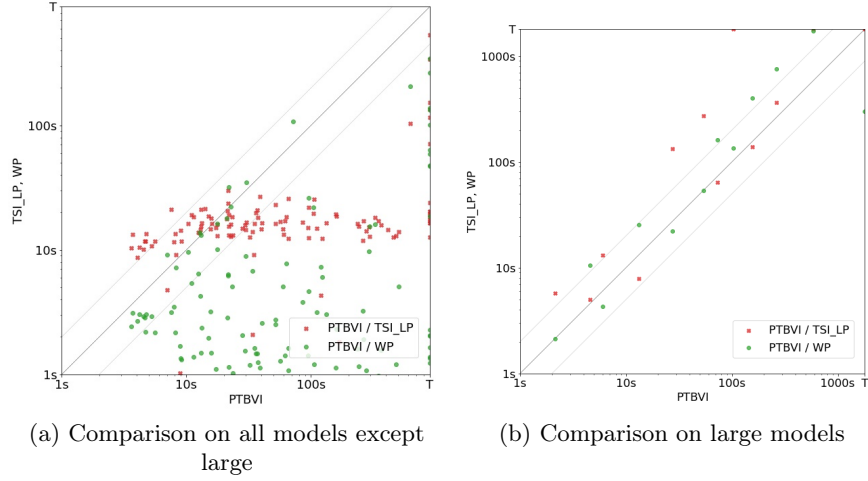 T
100s
10s
1s
TSI_LP, WP
1s
10s
100s
T
PTBVI
PTBVI / TSI_LP
PTBVI / WP
(a) Comparison on all models except
large
T
1000s
100s
10s
1s
TSI_LP, WP
1s
10s
100s
1000s T
PTBVI
PTBVI / TSI_LP
PTBVI / WP
(b) Comparison on large models